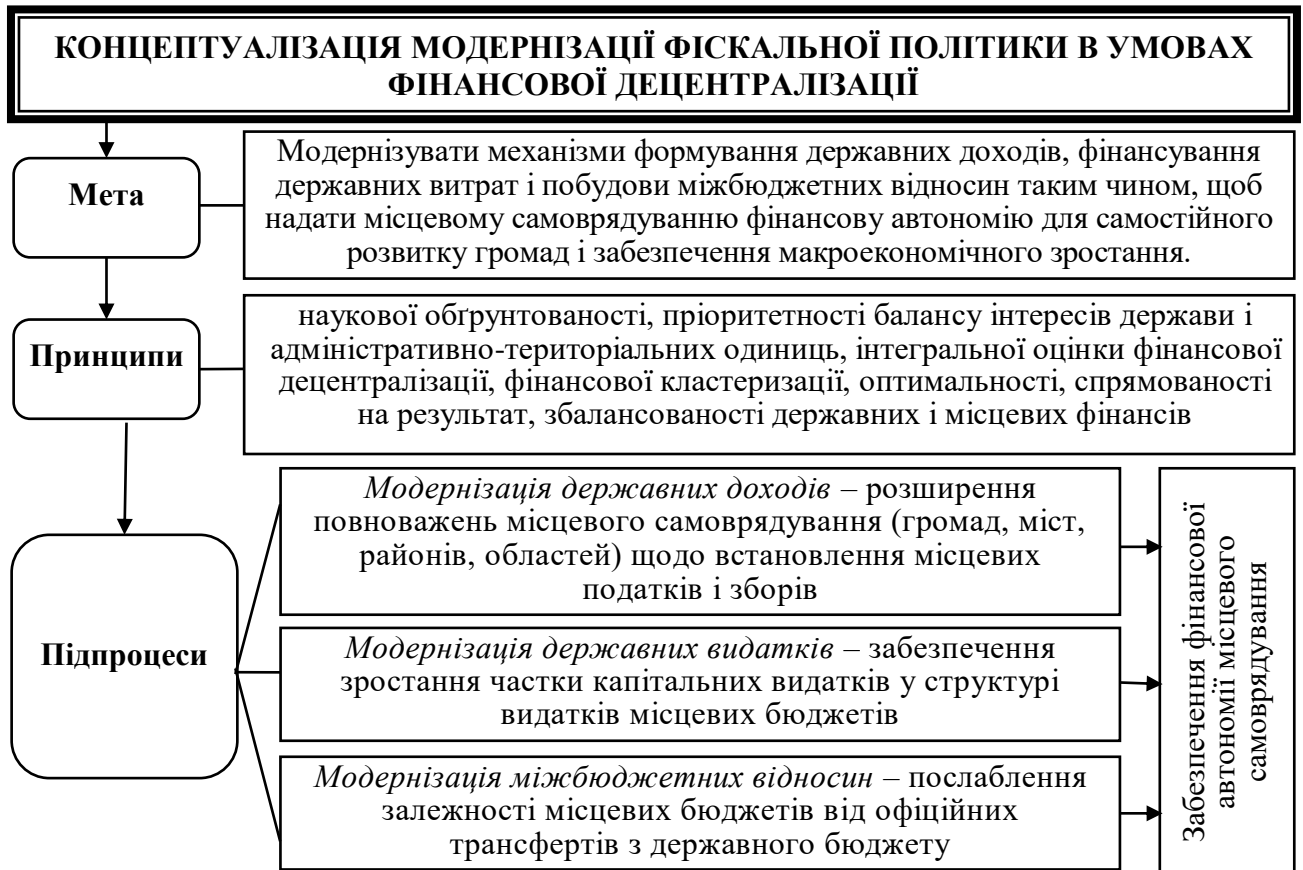 КОНЦЕПТУАЛІЗАЦІЯ МОДЕРНІЗАЦІЇ ФІСКАЛЬНОЇ ПОЛІТИКИ В УМОВАХ
ФІНАНСОВОЇ ДЕЦЕНТРАЛІЗАЦІЇ
Мета
Модернізувати механізми формування державних доходів, фінансування
державних витрат і побудови міжбюджетних відносин таким чином, щоб
надати місцевому самоврядуванню фінансову автономію для самостійного
розвитку громад і забезпечення макроекономічного зростання.
Принципи
наукової обґрунтованості, пріоритетності балансу інтересів держави і
адміністративно-територіальних одиниць, інтегральної оцінки фінансової
децентралізації, фінансової кластеризації, оптимальності, спрямованості
на результат, збалансованості державних і місцевих фінансів
Підпроцеси
Модернізація державних доходів – розширення
повноважень місцевого самоврядування (громад, міст,
районів, областей) щодо встановлення місцевих
податків і зборів
Модернізація державних видатків – забезпечення
зростання частки капітальних видатків у структурі
видатків місцевих бюджетів
Модернізація міжбюджетних відносин – послаблення
залежності місцевих бюджетів від офіційних
трансфертів з державного бюджету
Забезпечення фінансової
автономії місцевого
самоврядування